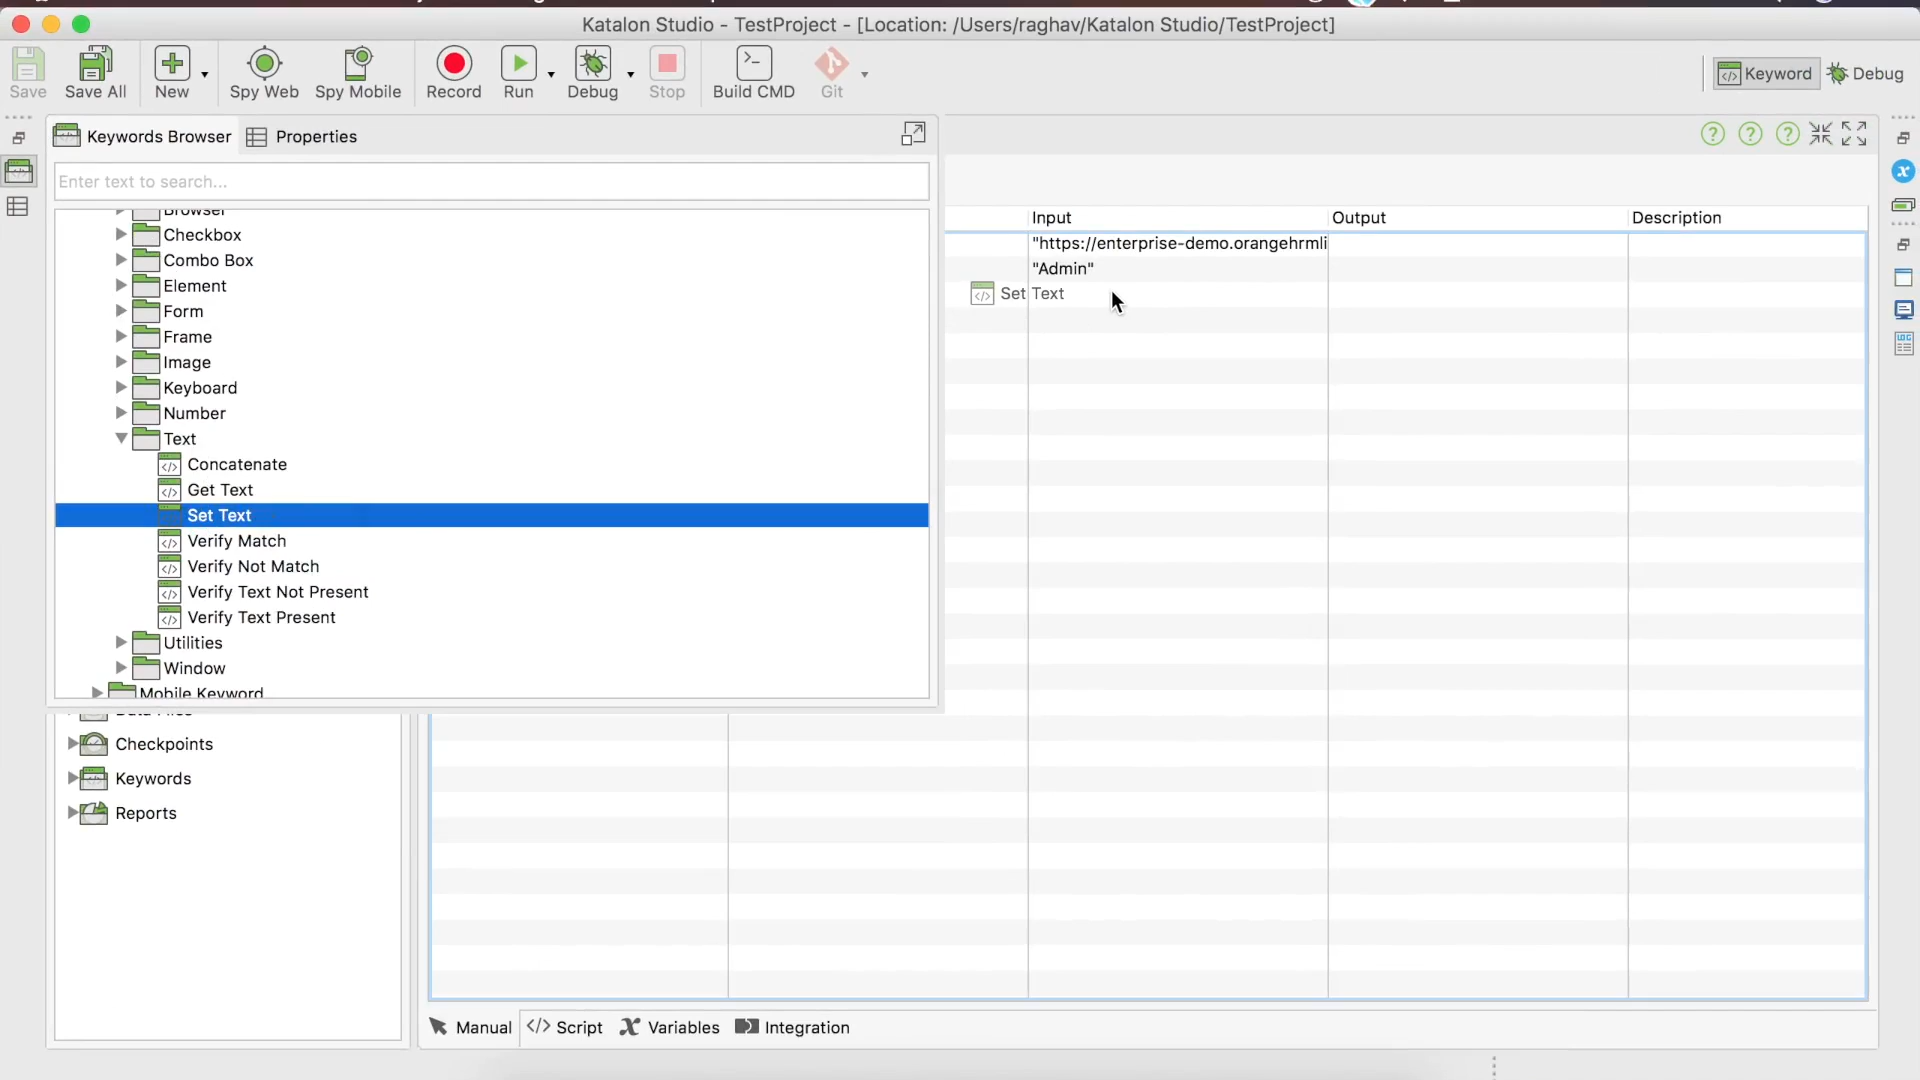 Katalon Studio - TestProject - [Location: /Users/raghav/Katalon Studio/TestProject]
Save
Save All
New
Spy Web
Spy Mobile
Record
Run
Debug
Stop
Build CMD
Git
Keyword
Debug
Keywords Browser
Properties
Enter text to search...
Browser
Checkbox
Combo Box
Element
Form
Frame
Image
Keyboard
Number
Text
Concatenate
Get Text
Set Text
Verify Match
Verify Not Match
Verify Text Not Present
Verify Text Present
Utilities
Window
Mobile Keyword
Input
Output
Description
"https://enterprise-demo.orangehrmli
"Admin"
Set Text
Data Files
Checkpoints
Keywords
Reports
Manual
Script
Variables
Integration